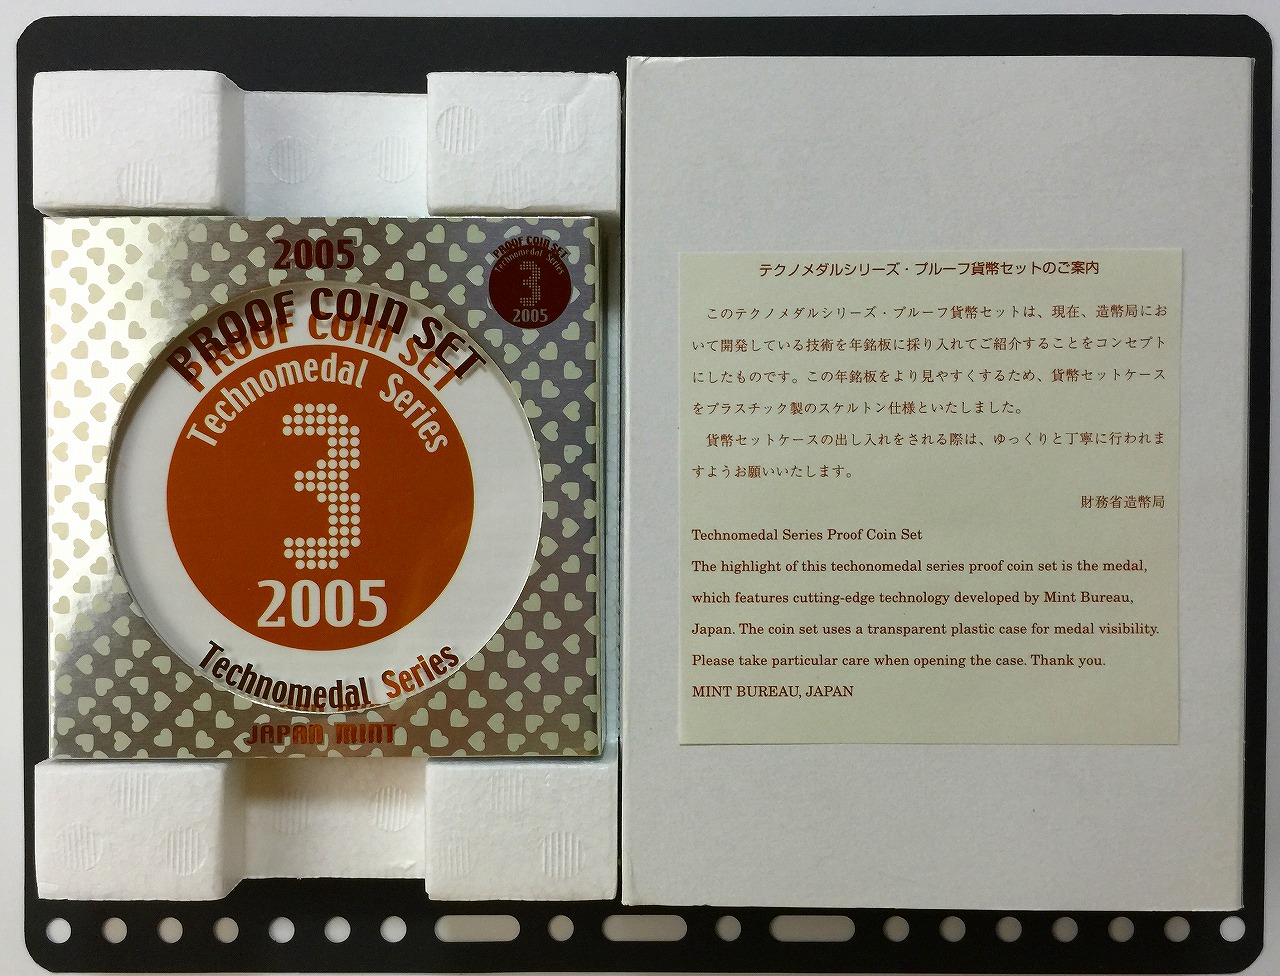 2005
PROOF COIN SET
Technomedal Series
3
2005
PROOF COIN SET
PROOF COIN SET
Technomedal Series
3
2005
Technomedal Series
JAPAN MINT
テクノメダルシリーズ・プルーフ貨幣セットのご案内
このテクノメダルシリーズ・プルーフ貨幣セットは、現在、造幣局にお
いて開発している技術を年銘板に採り入れてご紹介することをコンセプト
にしたものです。この年銘板をより見やすくするため、貨幣セットケース
をプラスチック製のスケルトン仕様といたしました。
貨幣セットケースの出し入れをされる際は、ゆっくりと丁寧に行われま
すようお願いいたします。
財務省造幣局
Technomedal Series Proof Coin Set
The highlight of this techonomedal series proof coin set is the medal,
which features cutting-edge technology developed by Mint Bureau,
Japan. The coin set uses a transparent plastic case for medal visibility.
Please take particular care when opening the case. Thank you.
MINT BUREAU, JAPAN